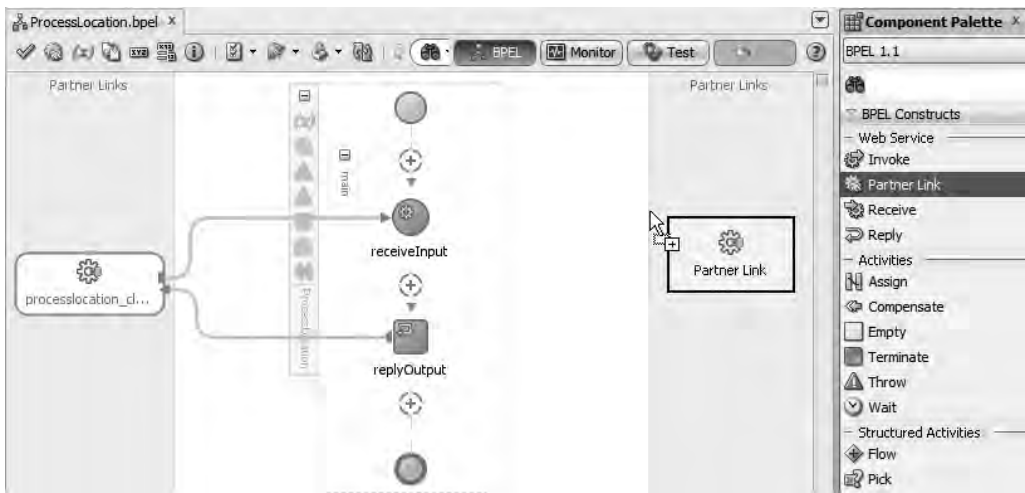 ProcessLocation.bpel
Component Palette
BPEL
Monitor
Test
BPEL 1.1
Partner Links
Partner Links
BPEL Constructs
Web Service
Invoke
Partner Link
Receive
Reply
Activities
Assign
Compensate
Empty
Terminate
Throw
Wait
Structured Activities
Flow
Pick
main
receiveInput
processlocation_cl...
ProcessLocation
replyOutput
Partner Link